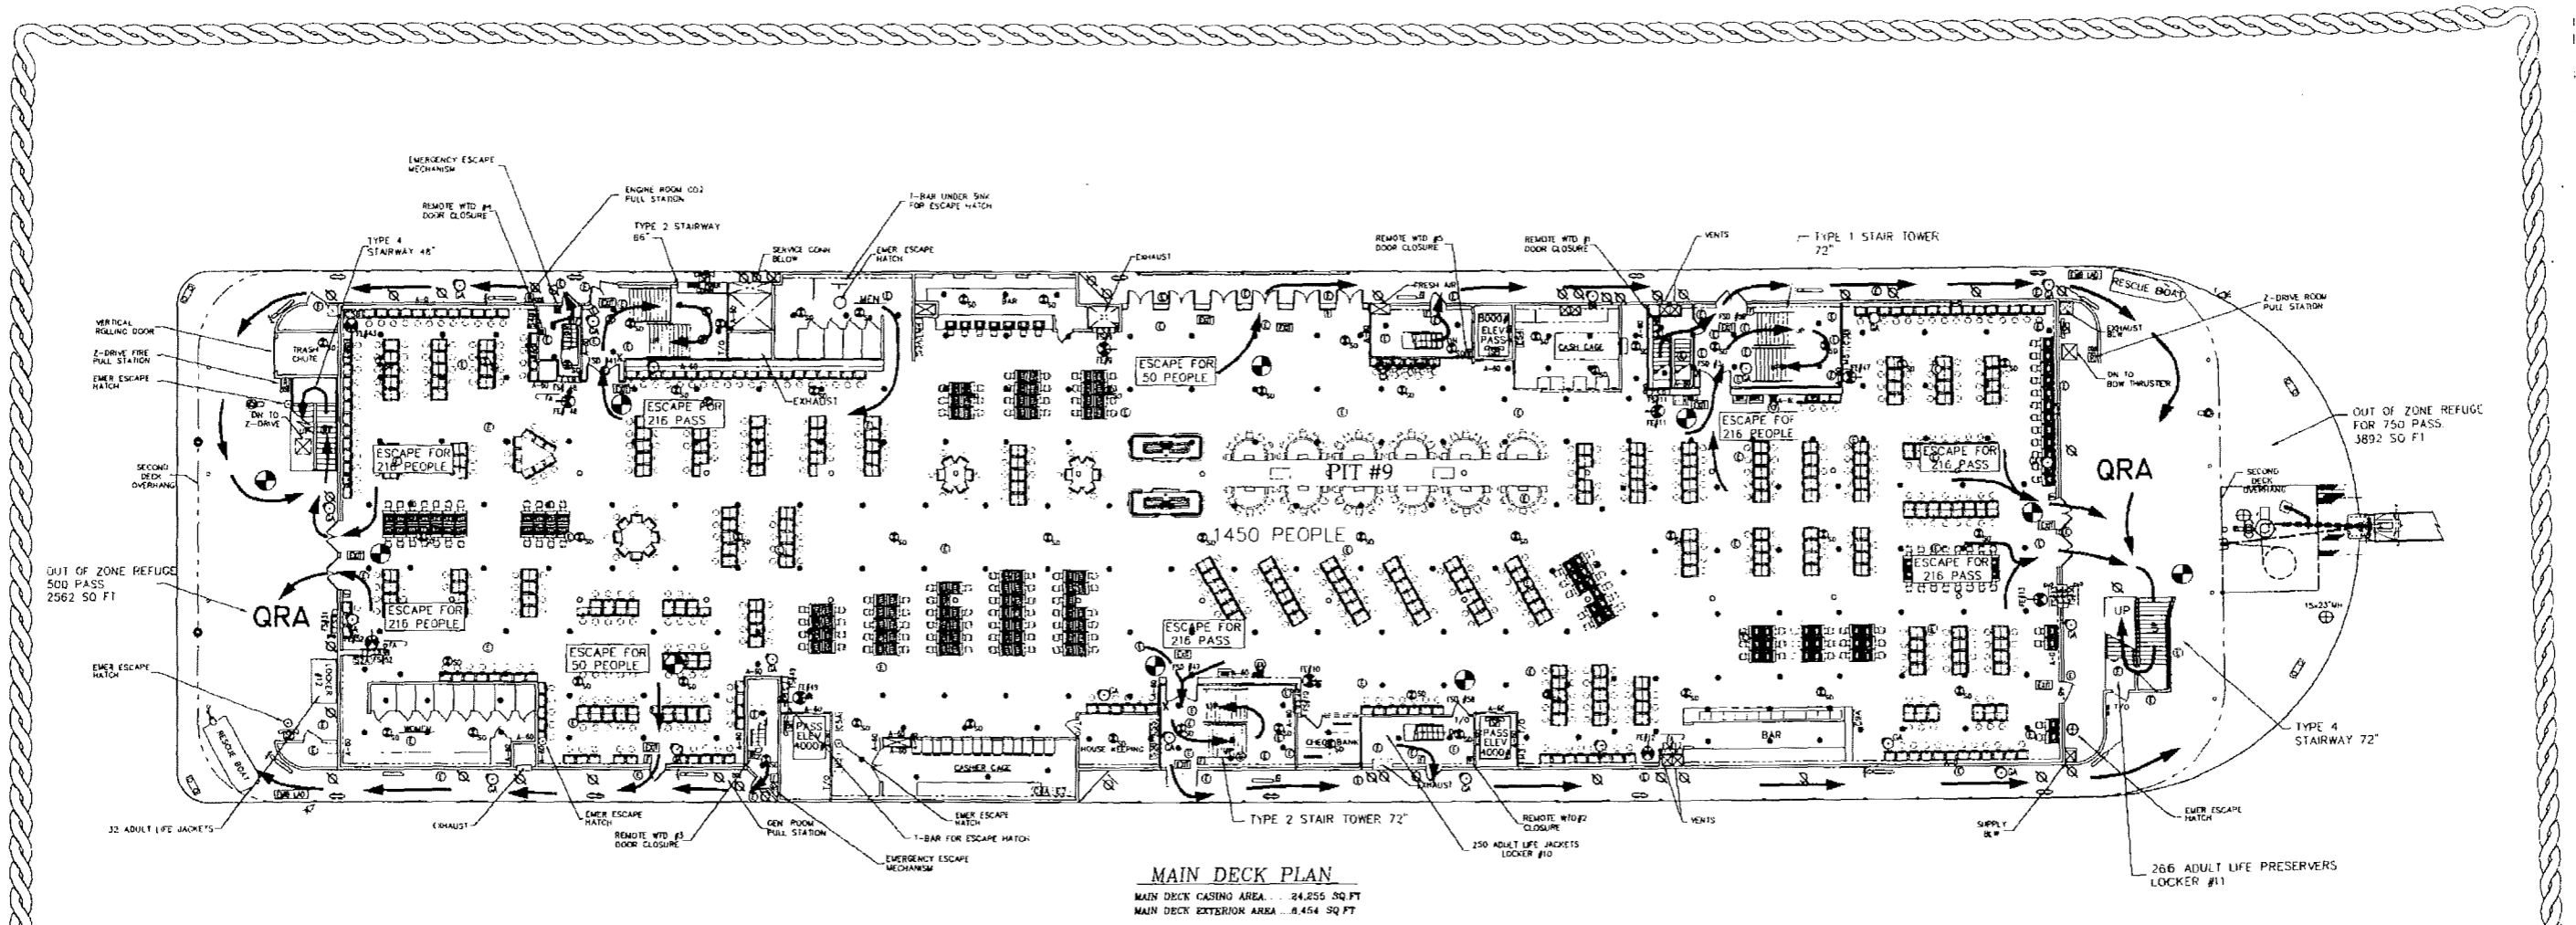 EMERGENCY ESCAPE
MECHANISM
ENGINE ROOM CO2
PULL STATION
REMOTE WTD #4
DOOR CLOSURE
T-BAR UNDER SINK
FOR ESCAPE HATCH
TYPE 4
STAIRWAY 48"
TYPE 2 STAIRWAY
66"
SERVICE CONN
BELOW
EMER ESCAPE
HATCH
EXHAUST
REMOTE WTD #5
DOOR CLOSURE
REMOTE WTD #1
DOOR CLOSURE
VENTS
TYPE 1 STAIR TOWER
72"
RESCUE BOAT
Z-DRIVE ROOM
PULL STATION
VERTICAL
ROLLING DOOR
Z-DRIVE FIRE
PULL STATION
EMER ESCAPE
HATCH
TRASH
CHUTE
DN TO
Z-DRIVE
MEN
BAR
FRESH AIR
8000#
ELEV
PASS
CASH CAGE
EXHAUST
BLW
DN TO
BOW THRUSTER
ESCAPE FOR
50 PEOPLE
ESCAPE FOR
216 PASS
EXHAUST
ESCAPE FOR
216 PEOPLE
OUT OF ZONE REFUGE
FOR 750 PASS.
3892 SQ FT
ESCAPE FOR
216 PEOPLE
ESCAPE FOR
216 PASS
PIT #9
QRA
SECOND
DECK
OVERHANG
SECOND
DECK
OVERHANG
1450 PEOPLE
OUT OF ZONE REFUGE
500 PASS
2562 SQ FT
QRA
ESCAPE FOR
216 PASS
ESCAPE FOR
216 PEOPLE
15x23"MH
UP
ESCAPE FOR
216 PASS
ESCAPE FOR
50 PEOPLE
EMER ESCAPE
HATCH
LOCKER
#12
WOMEN
RESCUE BOAT
PASS
ELEV
4000#
CASHER CAGE
HOUSE KEEPING
CHECK BANK
PASS
ELEV
4000#
BAR
TYPE 4
STAIRWAY 72"
EXHAUST
32 ADULT LIFE JACKETS
EXHAUST
EMER ESCAPE
HATCH
REMOTE WTD #3
DOOR CLOSURE
GEN ROOM
PULL STATION
EMER ESCAPE
HATCH
T-BAR FOR ESCAPE HATCH
EMERGENCY ESCAPE
MECHANISM
TYPE 2 STAIR TOWER 72"
REMOTE WTD#2
CLOSURE
250 ADULT LIFE JACKETS
LOCKER #10
VENTS
SUPPLY
BLW
EMER ESCAPE
HATCH
266 ADULT LIFE PRESERVERS
LOCKER #11
MAIN DECK PLAN
MAIN DECK CASING AREA.... 24,255 SQ.FT
MAIN DECK EXTERIOR AREA ...8,454 SQ FT